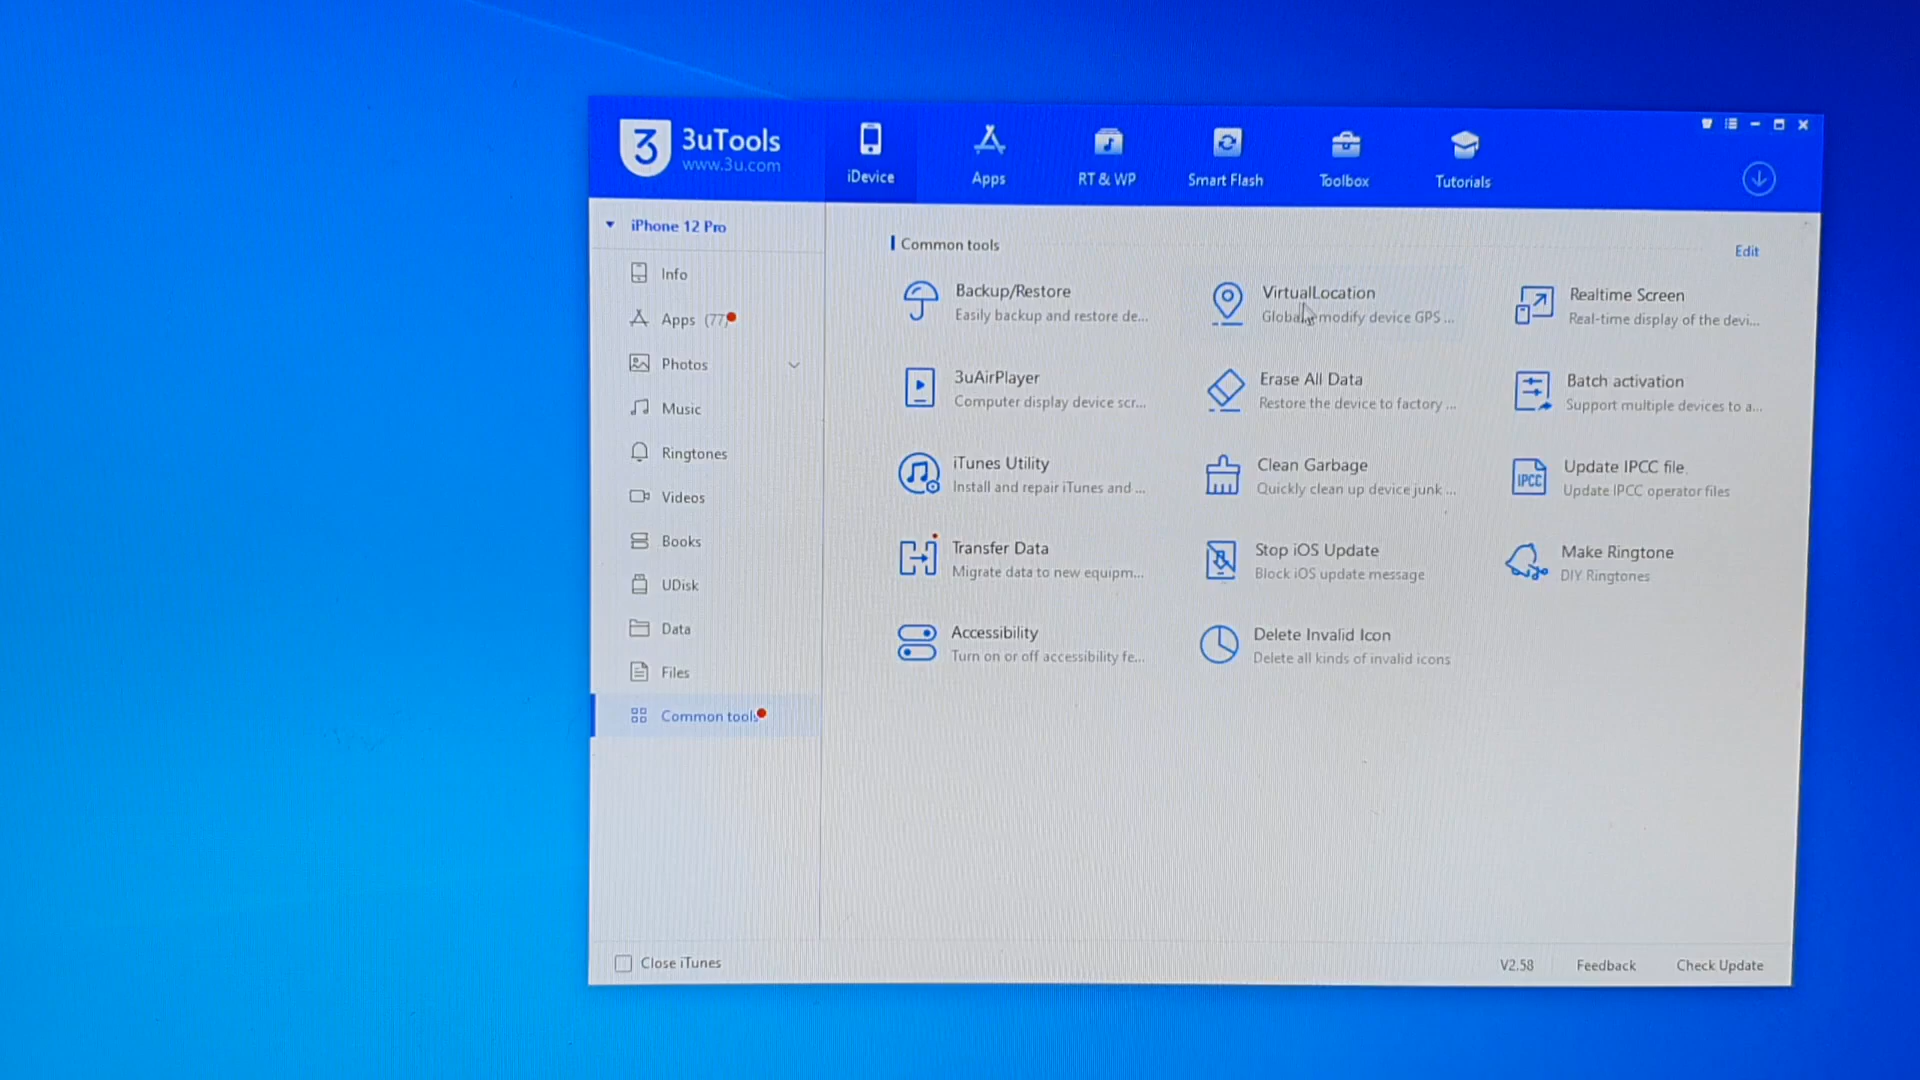 3 3uTools
www.3u.com
iDevice
Apps
RT & WP
Smart Flash
Toolbox
Tutorials
iPhone 12 Pro
Info
Apps (77)
Photos
Music
Ringtones
Videos
Books
UDisk
Data
Files
Common tools
Common tools
Edit
Backup/Restore
Easily backup and restore de...
VirtualLocation
modify device GPS ...
Realtime Screen
Real-time display of the devi...
3uAirPlayer
Computer display device scr...
Erase All Data
Restore the device to factory ...
Batch activation
Support multiple devices to a...
iTunes Utility
Install and repair iTunes and ...
Clean Garbage
Quickly clean up device junk ...
IPCC
Update IPCC file
Update IPCC operator files
Transfer Data
Migrate data to new equipm...
Stop iOS Update
Block iOS update message
Make Ringtone
DIY Ringtones
Accessibility
Turn on or off accessibility fe...
Delete Invalid Icon
Delete all kinds of invalid icons
Close iTunes
V2.58
Feedback
Check Update